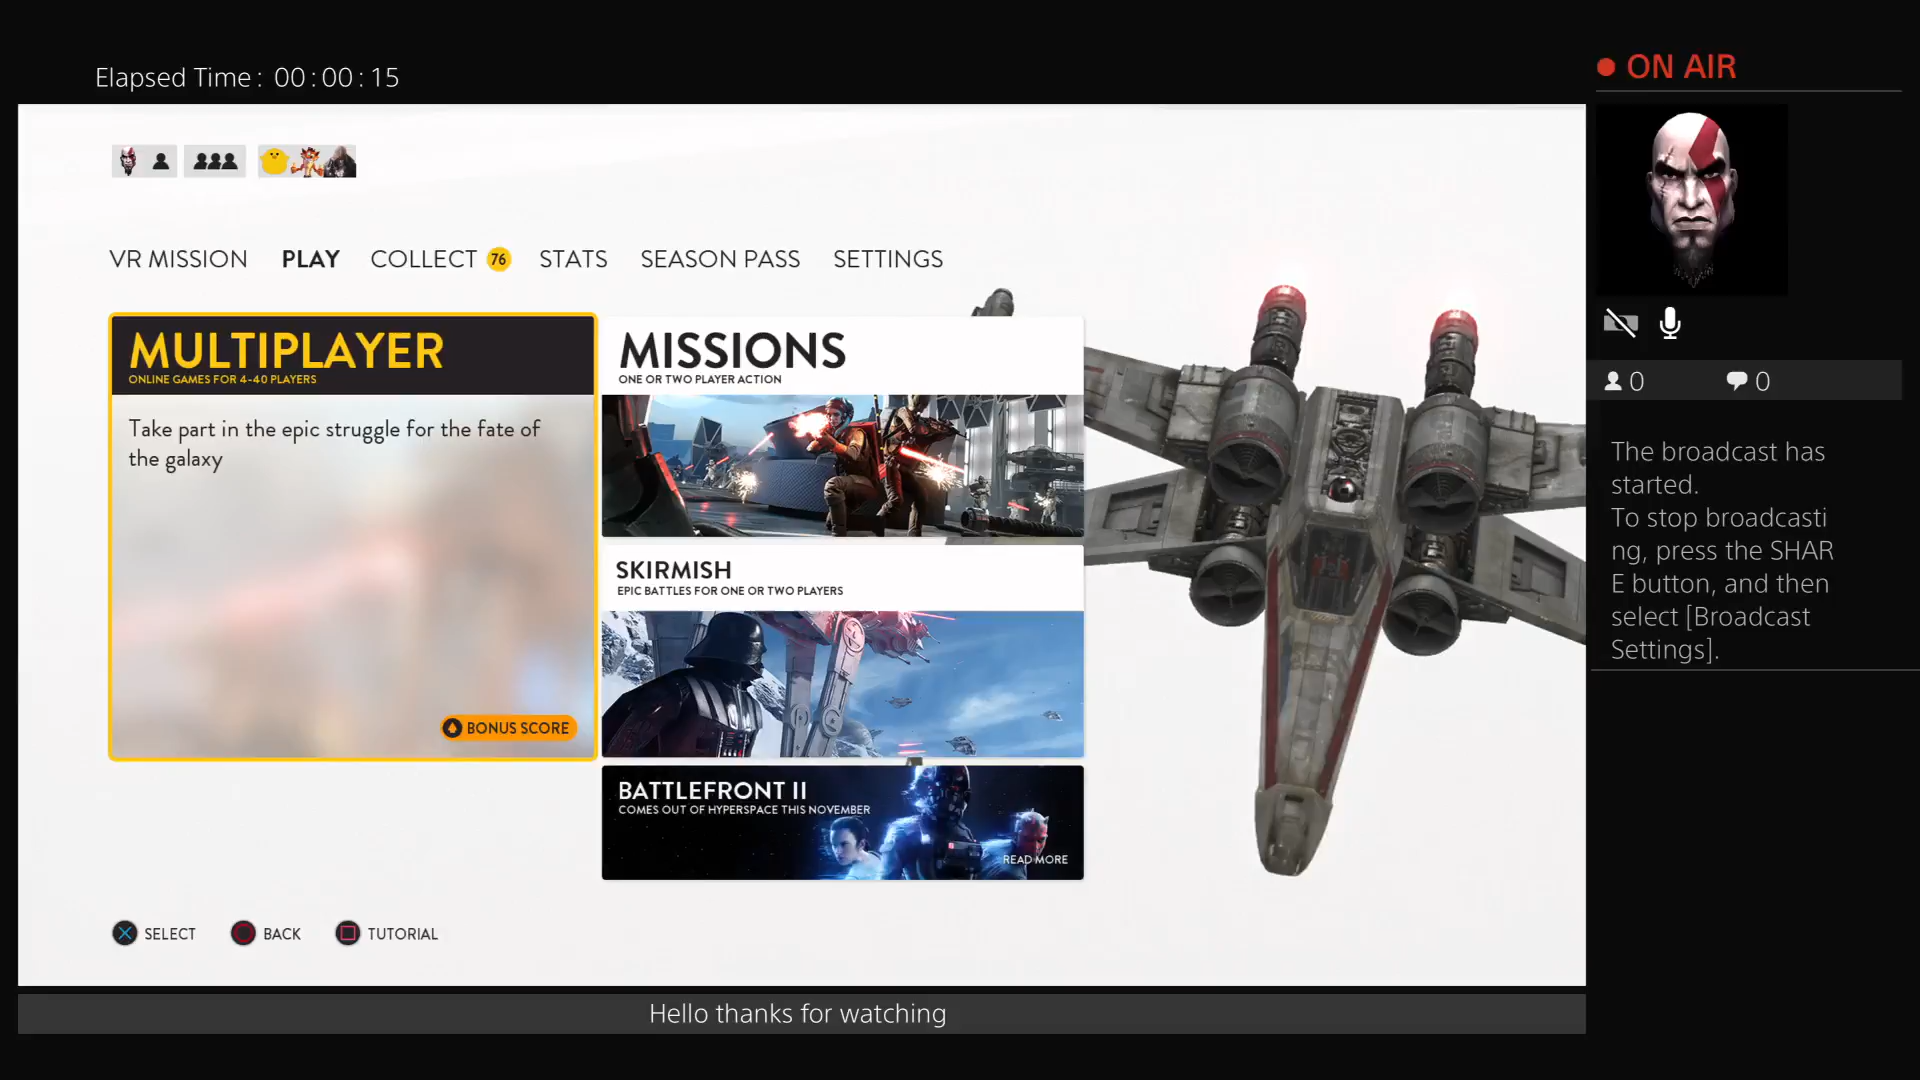 Elapsed Time: 00:00:15
ON AIR
VR MISSION PLAY COLLECT 76 STATS SEASON PASS SETTINGS
MULTIPLAYER
ONLINE GAMES FOR 4-40 PLAYERS
Take part in the epic struggle for the fate of
the galaxy
BONUS SCORE
MISSIONS
ONE OR TWO PLAYER ACTION
SKIRMISH
EPIC BATTLES FOR ONE OR TWO PLAYERS
BATTLEFRONT II
COMES OUT OF HYPERSPACE THIS NOVEMBER
READ MORE
SELECT BACK TUTORIAL
Hello thanks for watching
0 0
The broadcast has
started.
To stop broadcasti
ng, press the SHAR
E button, and then
select [Broadcast
Settings].